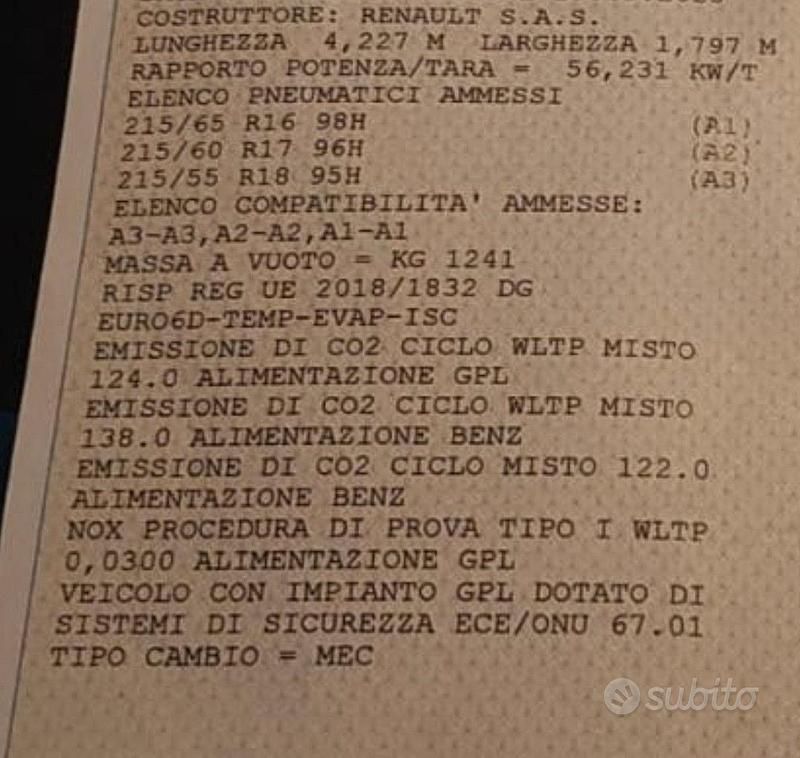 COSTRUTTORE: RENAULT S.A.S.
LUNGHEZZA 4,227 M LARGHEZZA 1,797 M
RAPPORTO POTENZA/TARA = 56,231 KW/T
ELENCO PNEUMATICI AMMESSI
215/65 R16 98H (A1)
215/60 R17 96H (A2)
215/55 R18 95H (A3)
ELENCO COMPATIBILITA' AMMESSE:
A3-A3,A2-A2,A1-A1
MASSA A VUOTO = KG 1241
RISP REG UE 2018/1832 DG
EURO6D-TEMP-EVAP-ISC
EMISSIONE DI CO2 CICLO WLTP MISTO
124.0 ALIMENTAZIONE GPL
EMISSIONE DI CO2 CICLO WLTP MISTO
138.0 ALIMENTAZIONE BENZ
EMISSIONE DI CO2 CICLO MISTO 122.0
ALIMENTAZIONE BENZ
NOX PROCEDURA DI PROVA TIPO I WLTP
0,0300 ALIMENTAZIONE GPL
VEICOLO CON IMPIANTO GPL DOTATO DI
SISTEMI DI SICUREZZA ECE/ONU 67.01
TIPO CAMBIO = MEC
subito